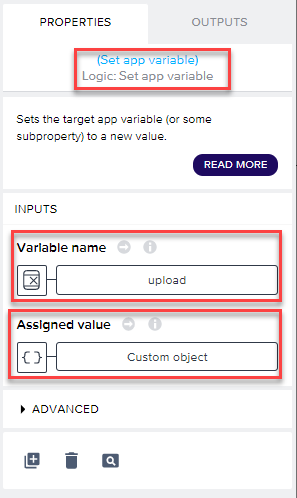 PROPERTIES
OUTPUTS
(Set app variable)
Logic: Set app variable
Sets the target app variable (or some
subproperty) to a new value.
READ MORE
INPUTS
Variable name
upload
Assigned value
Custom object
ADVANCED